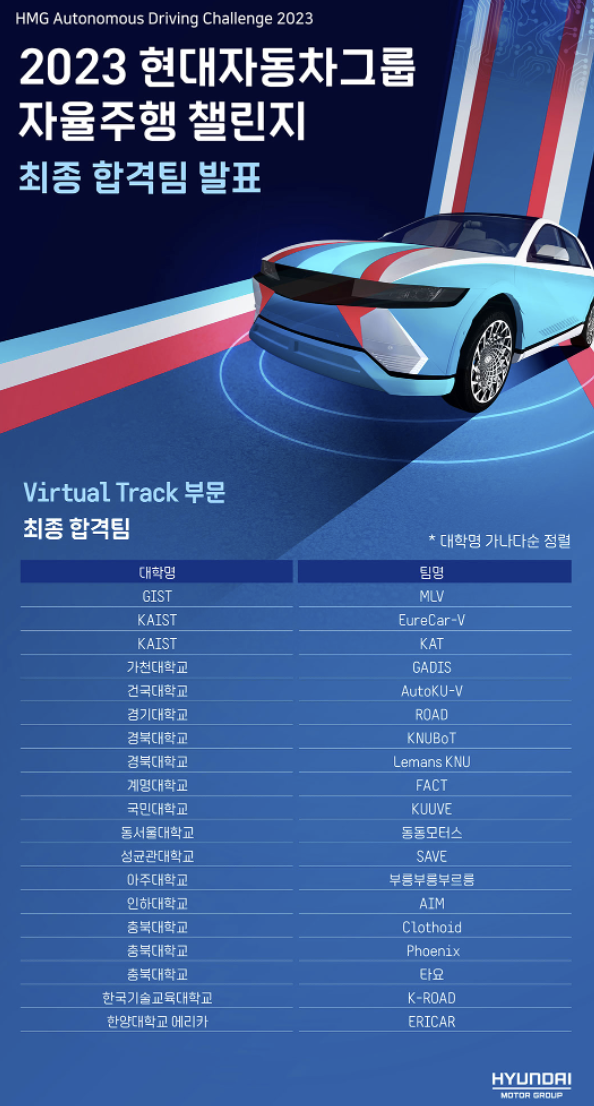 HMG Autonomous Driving Challenge 2023
2023 현대자동차그룹
자율주행 챌린지
최종 합격팀 발표
Virtual Track 부문
최종 합격팀
* 대학명 가나다순 정렬
대학명 팀명
GIST MLV
KAIST EureCar-V
KAIST KAT
가천대학교 GADIS
건국대학교 AutoKU-V
경기대학교 ROAD
경북대학교 KNUBoT
경북대학교 Lemans KNU
계명대학교 FACT
국민대학교 KUUVE
동서울대학교 동동모터스
성균관대학교 SAVE
아주대학교 부릉부릉부르릉
인하대학교 AIM
충북대학교 Clothoid
충북대학교 Phoenix
충북대학교 타요
한국기술교육대학교 K-ROAD
한양대학교 에리카 ERICAR
HYUNDAI
MOTOR GROUP